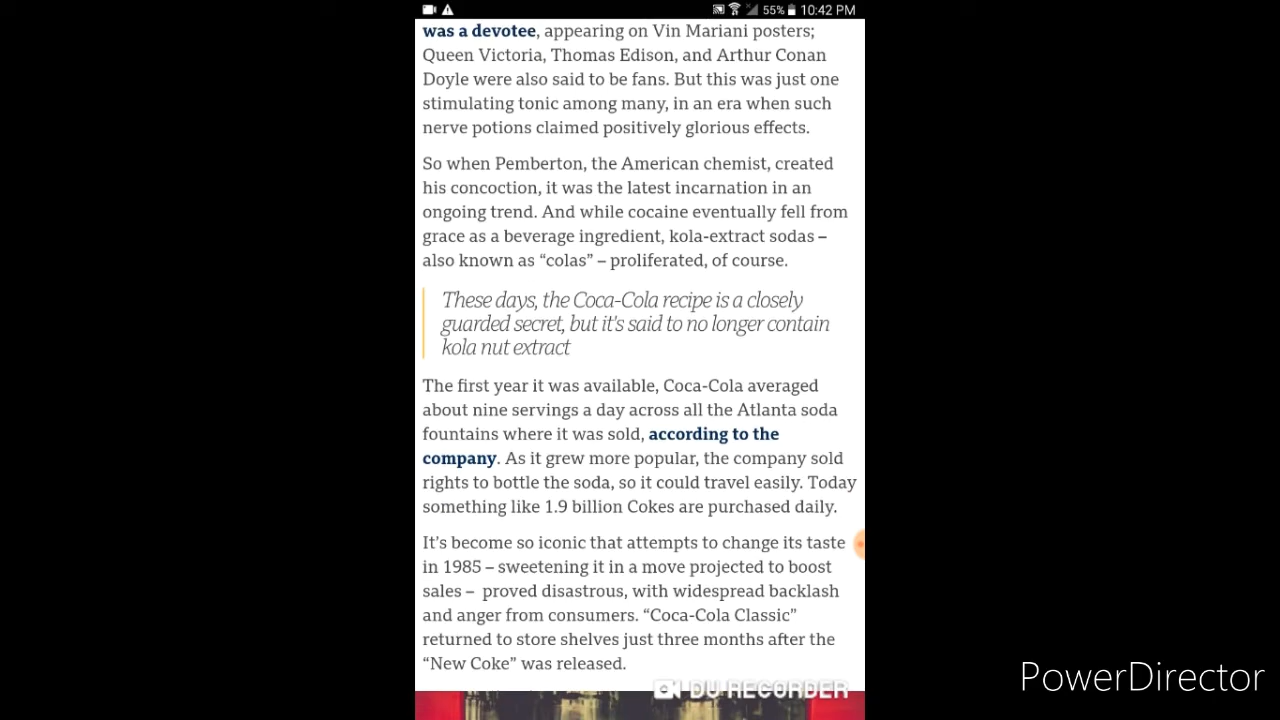 55% 10:42 PM
was a devotee, appearing on Vin Mariani posters;
Queen Victoria, Thomas Edison, and Arthur Conan
Doyle were also said to be fans. But this was just one
stimulating tonic among many, in an era when such
nerve potions claimed positively glorious effects.
So when Pemberton, the American chemist, created
his concoction, it was the latest incarnation in an
ongoing trend. And while cocaine eventually fell from
grace as a beverage ingredient, kola-extract sodas –
also known as “colas” – proliferated, of course.
These days, the Coca-Cola recipe is a closely
guarded secret, but it’s said to no longer contain
kola nut extract
The first year it was available, Coca-Cola averaged
about nine servings a day across all the Atlanta soda
fountains where it was sold, according to the
company. As it grew more popular, the company sold
rights to bottle the soda, so it could travel easily. Today
something like 1.9 billion Cokes are purchased daily.
It’s become so iconic that attempts to change its taste
in 1985 – sweetening it in a move projected to boost
sales – proved disastrous, with widespread backlash
and anger from consumers. “Coca-Cola Classic”
returned to store shelves just three months after the
“New Coke” was released.
DU RECORDER
PowerDirector